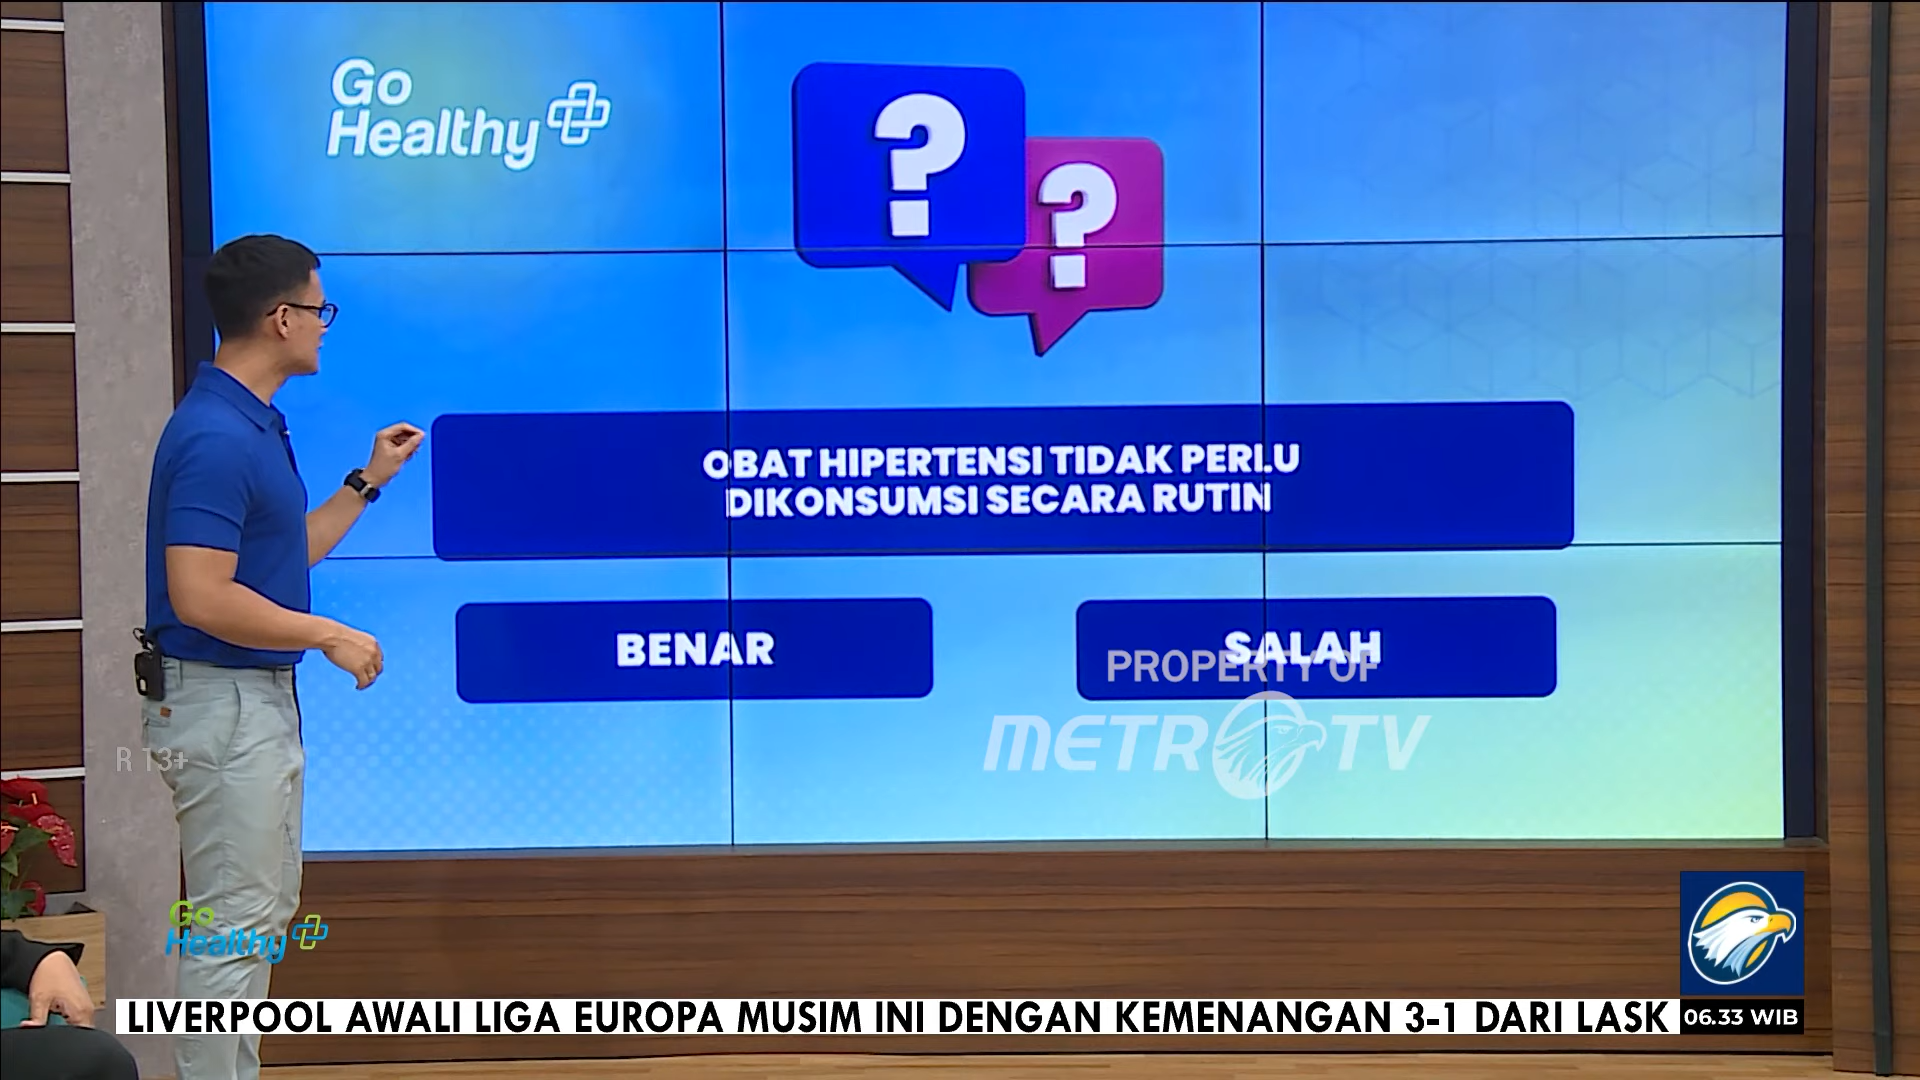 Go
Healthy
? ?
OBAT HIPERTENSI TIDAK PERLU
DIKONSUMSI SECARA RUTIN
BENAR
SALAH
PROPERTY OF
METRO TV
R 13+
Go
Healthy
LIVERPOOL AWALI LIGA EUROPA MUSIM INI DENGAN KEMENANGAN 3-1 DARI LASK
06.33 WIB